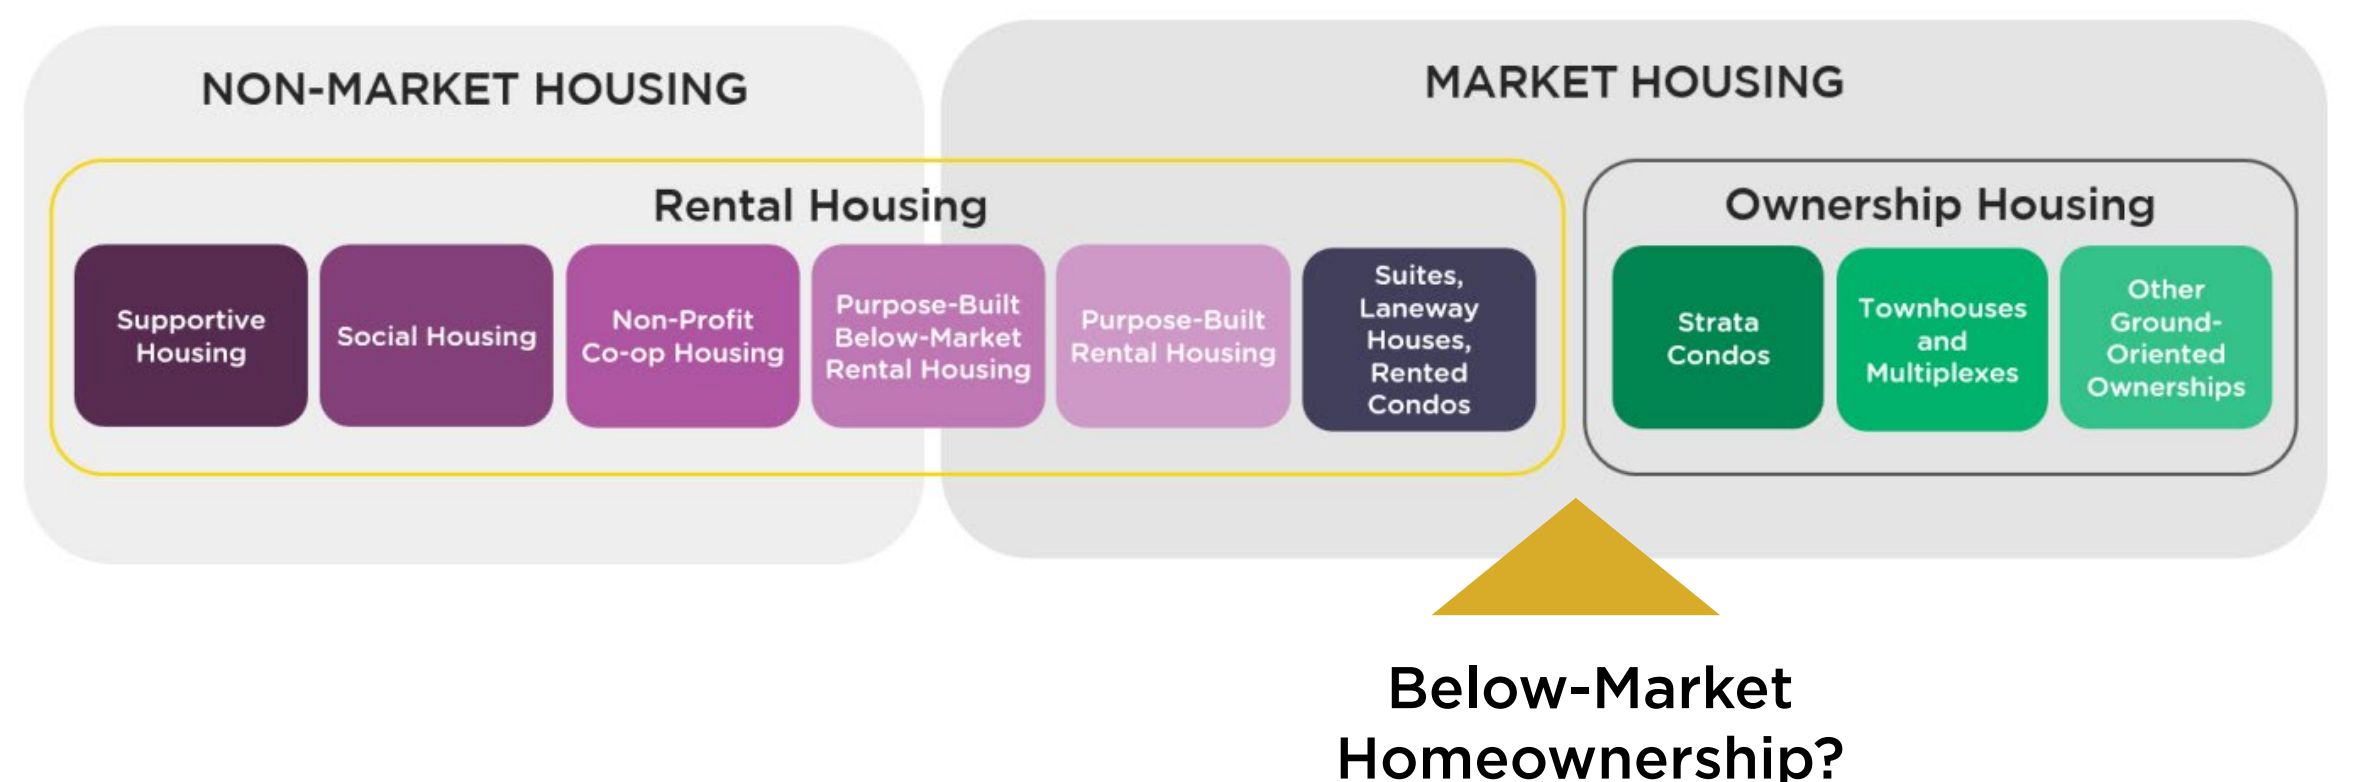 NON-MARKET HOUSING
MARKET HOUSING
Rental Housing
Ownership Housing
Supportive
Housing
Social Housing
Non-Profit
Co-op Housing
Purpose-Built
Below-Market
Rental Housing
Purpose-Built
Rental Housing
Suites,
Laneway
Houses,
Rented
Condos
Strata
Condos
Townhouses
and
Multiplexes
Other
Ground-
Oriented
Ownerships
Below-Market
Homeownership?